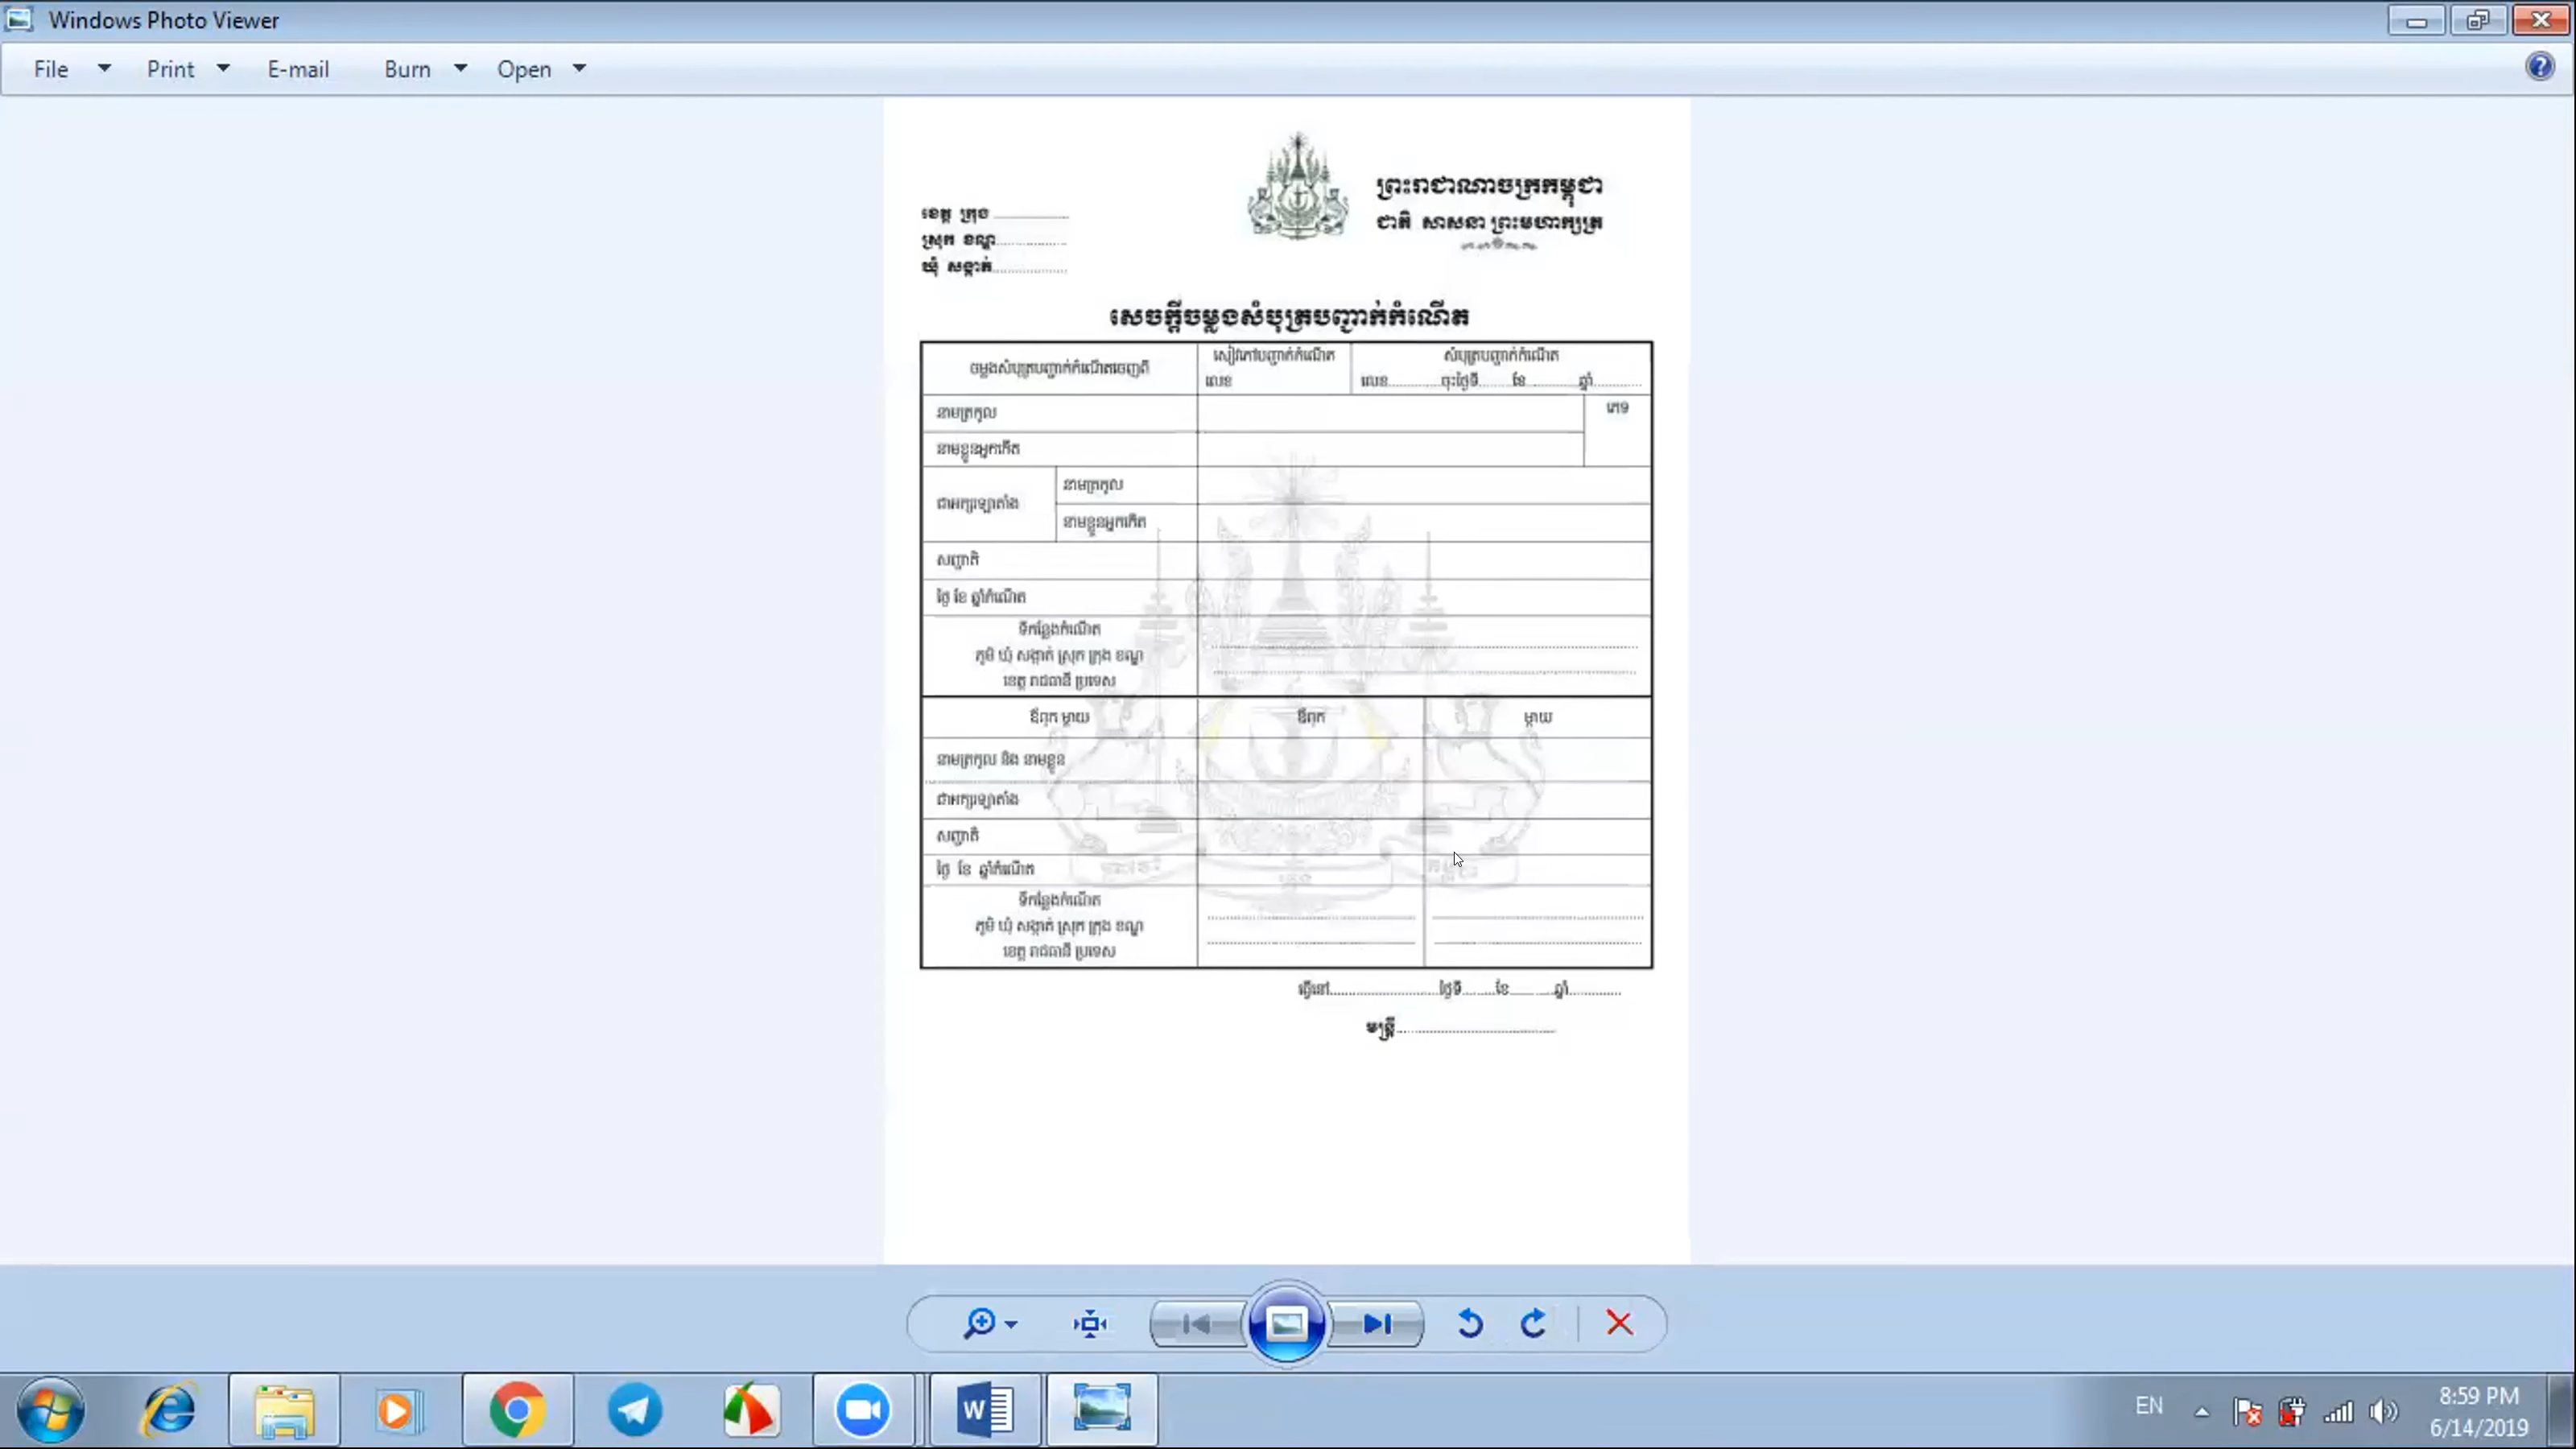 Windows Photo Viewer
File Print E-mail Burn Open
ព្រះរាជាណាចក្រកម្ពុជា
ជាតិ សាសនា ព្រះមហាក្សត្រ
ខេត្ត ក្រុង
ស្រុក ខណ្ឌ
ឃុំ សង្កាត់
សេចក្តីចម្លងសំបុត្របញ្ជាក់កំណើត
ចម្លងសំបុត្របញ្ជាក់កំណើតចេញពី
សៀវភៅបញ្ជាក់កំណើត
លេខ
សំបុត្របញ្ជាក់កំណើត
លេខ ចុះថ្ងៃទី ខែ ឆ្នាំ
នាមត្រកូល
ភេទ
នាមខ្លួនអ្នកកើត
ជាអក្សរឡាតាំង
នាមត្រកូល
នាមខ្លួនអ្នកកើត
សញ្ជាតិ
ថ្ងៃ ខែ ឆ្នាំកំណើត
ទីកន្លែងកំណើត
ភូមិ ឃុំ សង្កាត់ ស្រុក ក្រុង ខណ្ឌ
ខេត្ត រាជធានី ប្រទេស
ឪពុក ម្តាយ ឪពុក ម្តាយ
នាមត្រកូល និង នាមខ្លួន
ជាអក្សរឡាតាំង
សញ្ជាតិ
ថ្ងៃ ខែ ឆ្នាំកំណើត
ទីកន្លែងកំណើត
ភូមិ ឃុំ សង្កាត់ ស្រុក ក្រុង ខណ្ឌ
ខេត្ត រាជធានី ប្រទេស
ធ្វើនៅ ថ្ងៃទី ខែ ឆ្នាំ
មន្ត្រី
EN
8:59 PM
6/14/2019